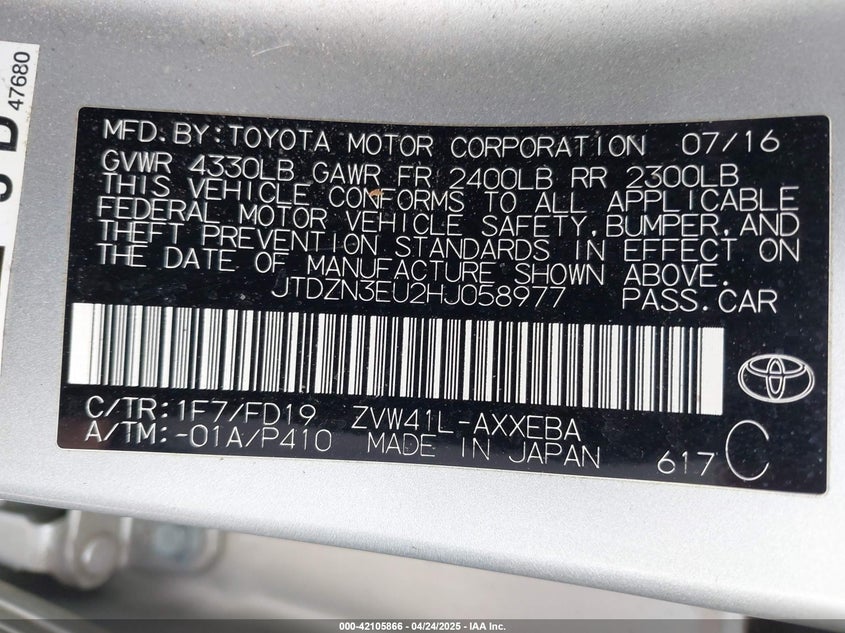 47680
MFD.BY:TOYOTA MOTOR CORPORATION 07/16
GVWR 4330LB GAWR FR 2400LB RR 2300LB
THIS VEHICLE CONFORMS TO ALL APPLICABLE
FEDERAL MOTOR VEHICLE SAFETY,BUMPER,AND
THEFT PREVENTION STANDARDS IN EFFECT ON
THE DATE OF MANUFACTURE SHOWN ABOVE.
JTDZN3EU2HJ058977 PASS.CAR
C/TR:1F7/FD19 ZVW41L-AXXEBA
A/TM:-01A/P410 MADE IN JAPAN 617 C
000-42105866 - 04/24/2025 - IAA Inc.